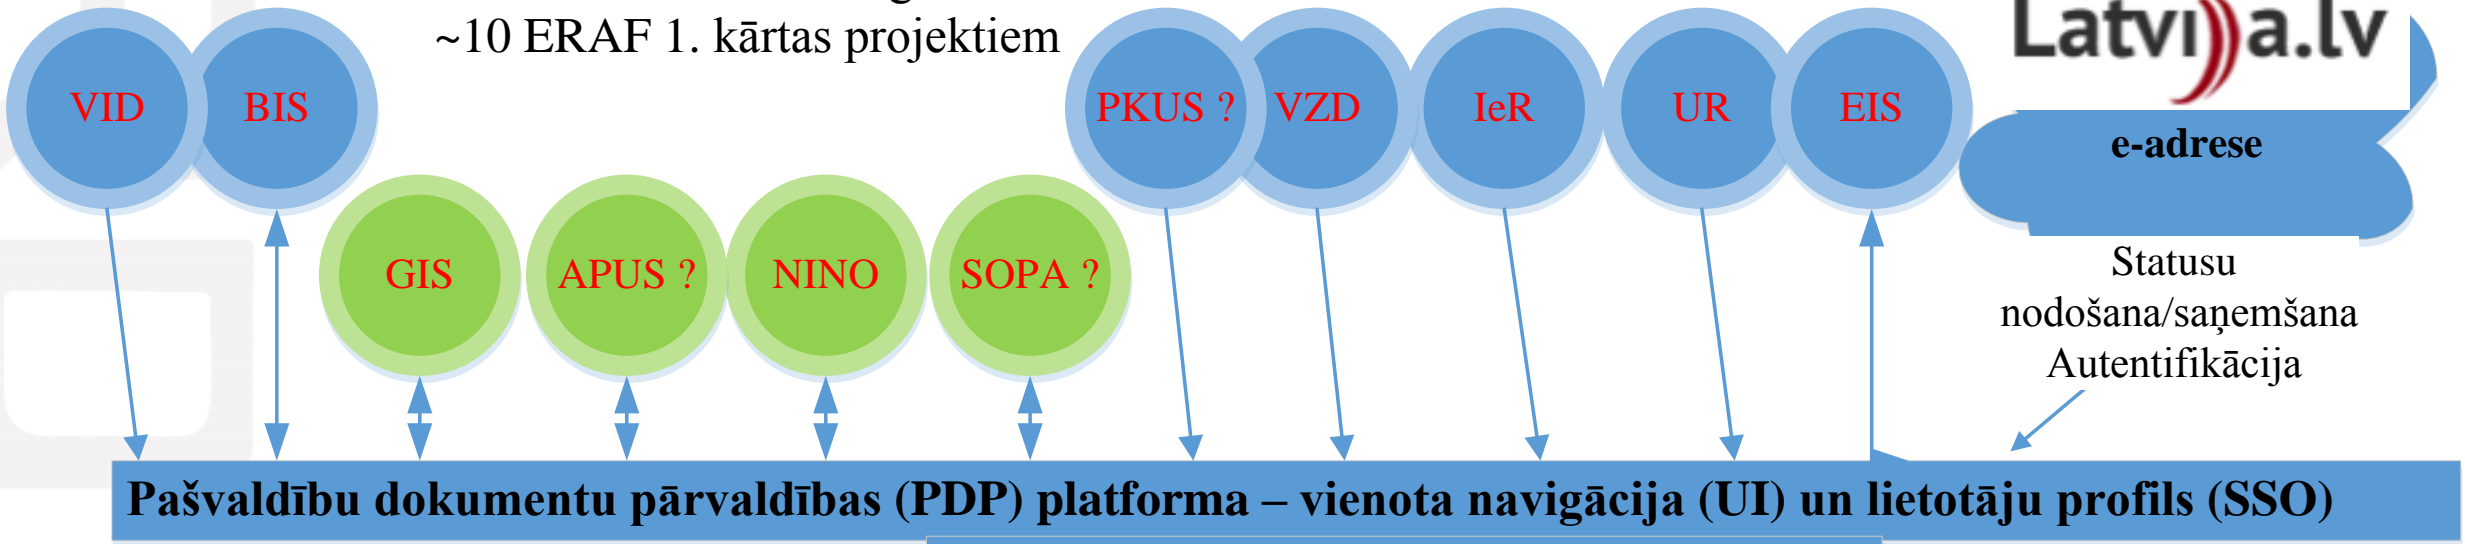 ~10 ERAF 1. kārtas projektiem
Latvija.lv
VID
BIS
PKUS ?
VZD
IeR
UR
EIS
e-adrese
GIS
APUS ?
NINO
SOPA ?
Statusu
nodošana/saņemšana
Autentifikācija
Pašvaldību dokumentu pārvaldības (PDP) platforma – vienota navigācija (UI) un lietotāju profils (SSO)